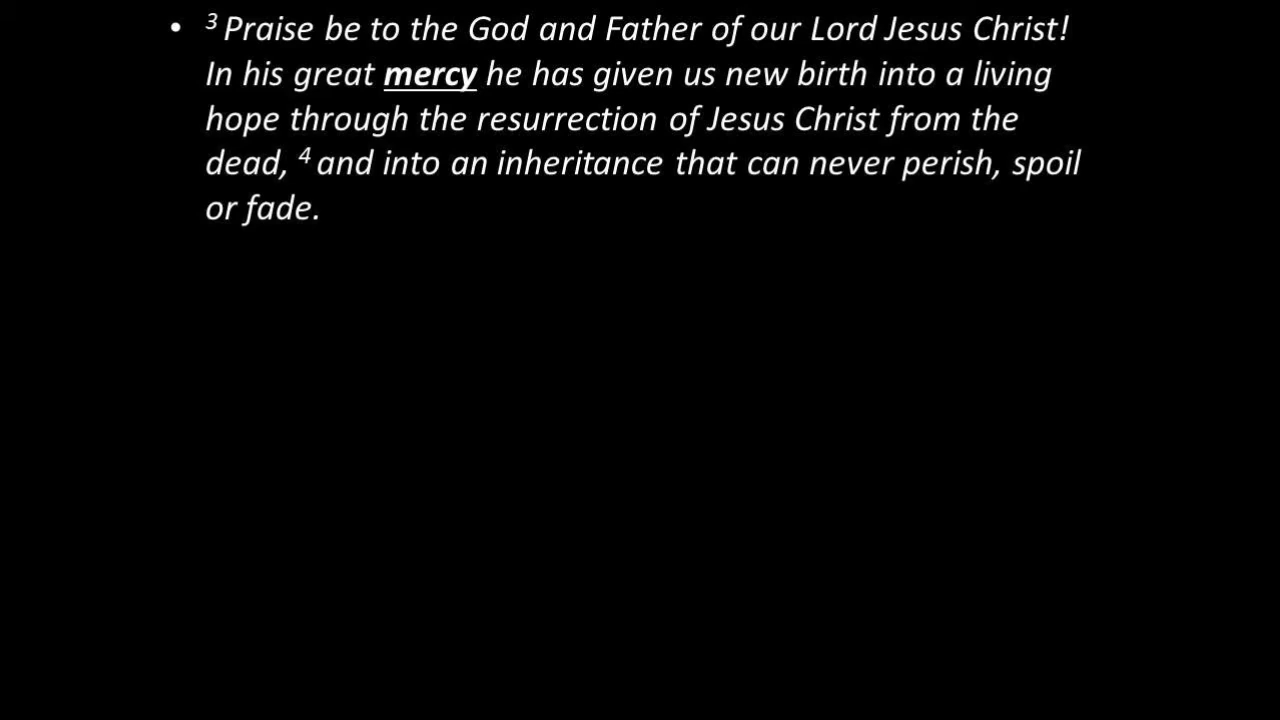 • ³ Praise be to the God and Father of our Lord Jesus Christ!
In his great mercy he has given us new birth into a living
hope through the resurrection of Jesus Christ from the
dead, ⁴ and into an inheritance that can never perish, spoil
or fade.